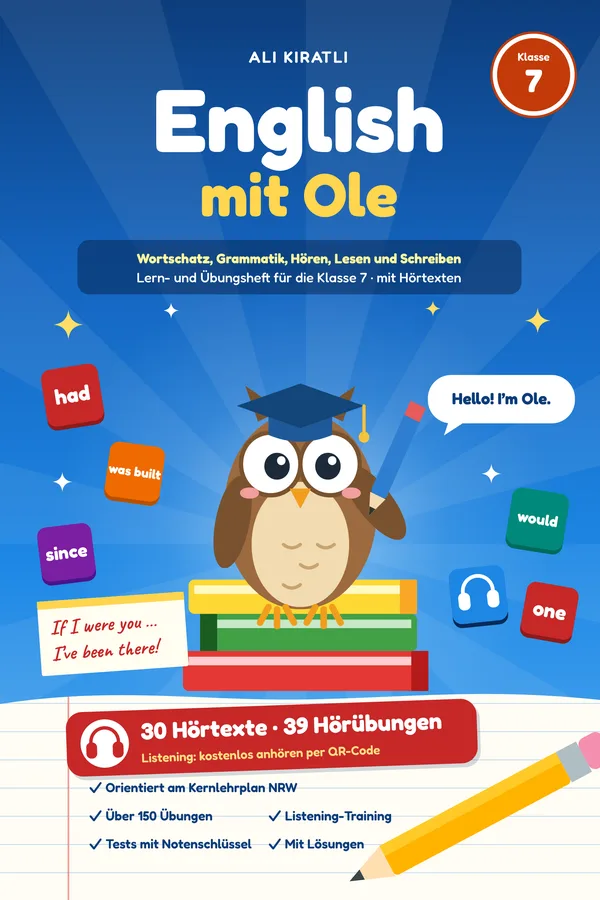 ALI KIRATLI
Klasse
7
English
mit Ole
Wortschatz, Grammatik, Hören, Lesen und Schreiben
Lern- und Übungsheft für die Klasse 7 · mit Hörtexten
had
Hello! I'm Ole.
was built
would
since
one
If I were you ...
I've been there!
30 Hörtexte · 39 Hörübungen
Listening: kostenlos anhören per QR-Code
✓ Orientiert am Kernlehrplan NRW
✓ Über 150 Übungen
✓ Listening-Training
✓ Tests mit Notenschlüssel
✓ Mit Lösungen